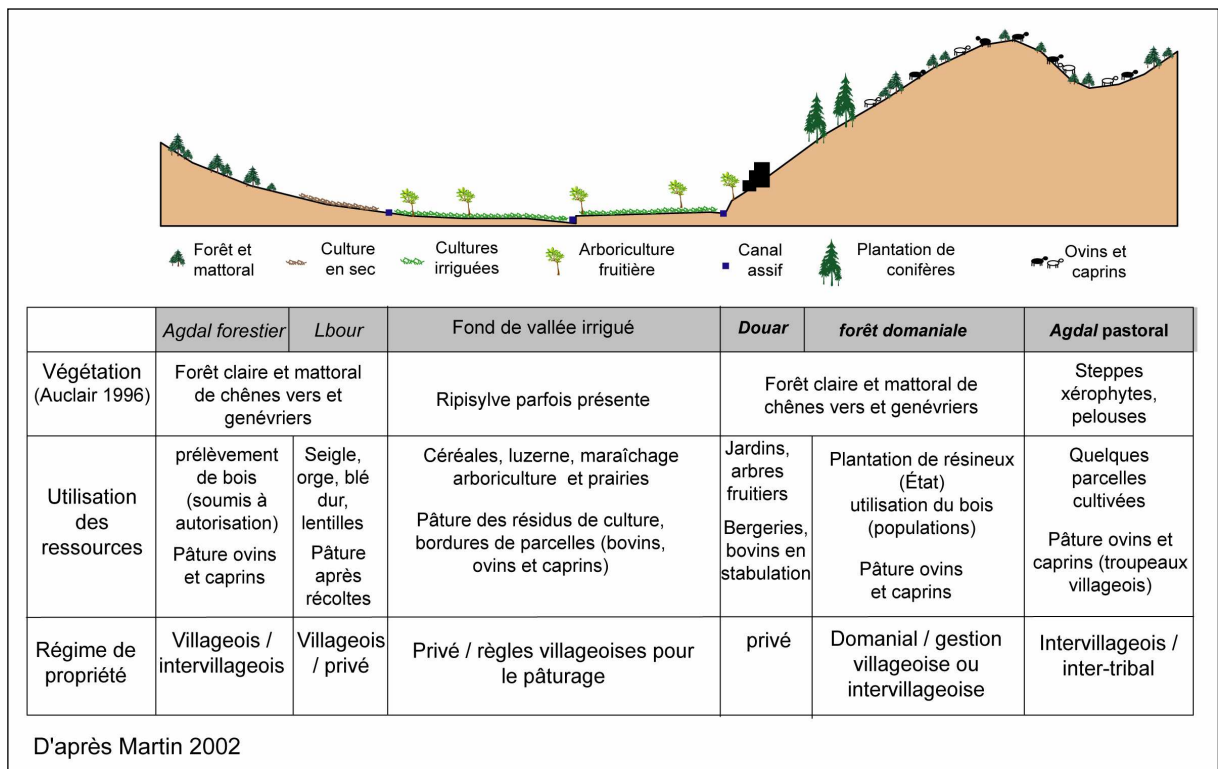 Forêt et
mattoral
Culture
en sec
Cultures
irriguées
Arboriculture
fruitière
Canal
assif
Plantation de
conifères
Ovins et
caprins
Agdal forestier
Lbour
Fond de vallée irrigué
Douar
forêt domaniale
Agdal pastoral
Végétation
(Auclair 1996)
Forêt claire et mattoral
de chênes vers et
genévriers
Ripisylve parfois présente
Forêt claire et mattoral de
chênes vers et genévriers
Steppes
xérophytes,
pelouses
Utilisation
des
ressources
prélèvement
de bois
(soumis à
autorisation)
Pâture ovins
et caprins
Seigle,
orge, blé
dur,
lentilles
Pâture
après
récoltes
Céréales, luzerne, maraîchage
arboriculture et prairies
Pâture des résidus de culture,
bordures de parcelles (bovins,
ovins et caprins)
Jardins,
arbres
fruitiers
Bergeries,
bovins en
stabulation
Plantation de résineux
(État)
utilisation du bois
(populations)
Pâture ovins
et caprins
Quelques
parcelles
cultivées
Pâture ovins et
caprins (troupeaux
villageois)
Régime de
propriété
Villageois /
intervillageois
Villageois
/ privé
Privé / règles villageoises pour
le pâturage
privé
Domanial / gestion
villageoise ou
intervillageoise
Intervillageois /
inter-tribal
D'après Martin 2002